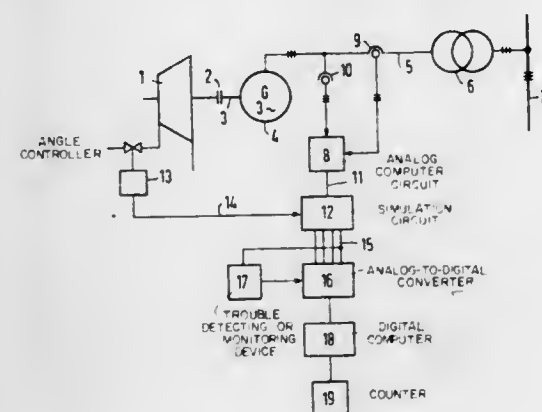 9
10
1
2
G
3~
3
4
5
6
7
8
ANGLE
CONTROLLER
13
11
ANALOG
COMPUTER
CIRCUIT
14
12
SIMULATION
CIRCUIT
15
17
16
ANALOG-TO-DIGITAL
CONVERTER
TROUBLE
DETECTING OR
MONITORING
DEVICE
18
DIGITAL
COMPUTER
19
COUNTER